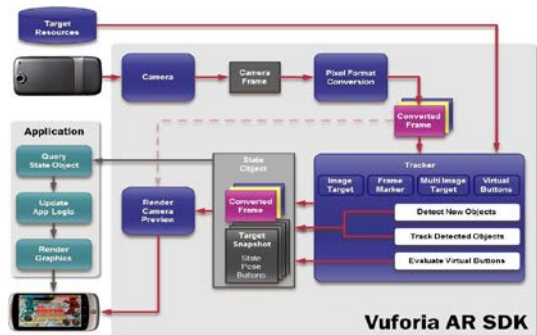 Target
Resources
Camera
Camera
Frame
Pixel Format
Conversion
Converted
Frame
Application
Query
State Object
Update
App Logic
Render
Graphics
Render
Camera
Preview
State
Object
Converted
Frame
Target
Snapshot
State
Pose
Buttons
Tracker
Image
Target
Frame
Marker
Multi Image
Target
Virtual
Buttons
Detect New Objects
Track Detected Objects
Evaluate Virtual Buttons
Vuforia AR SDK